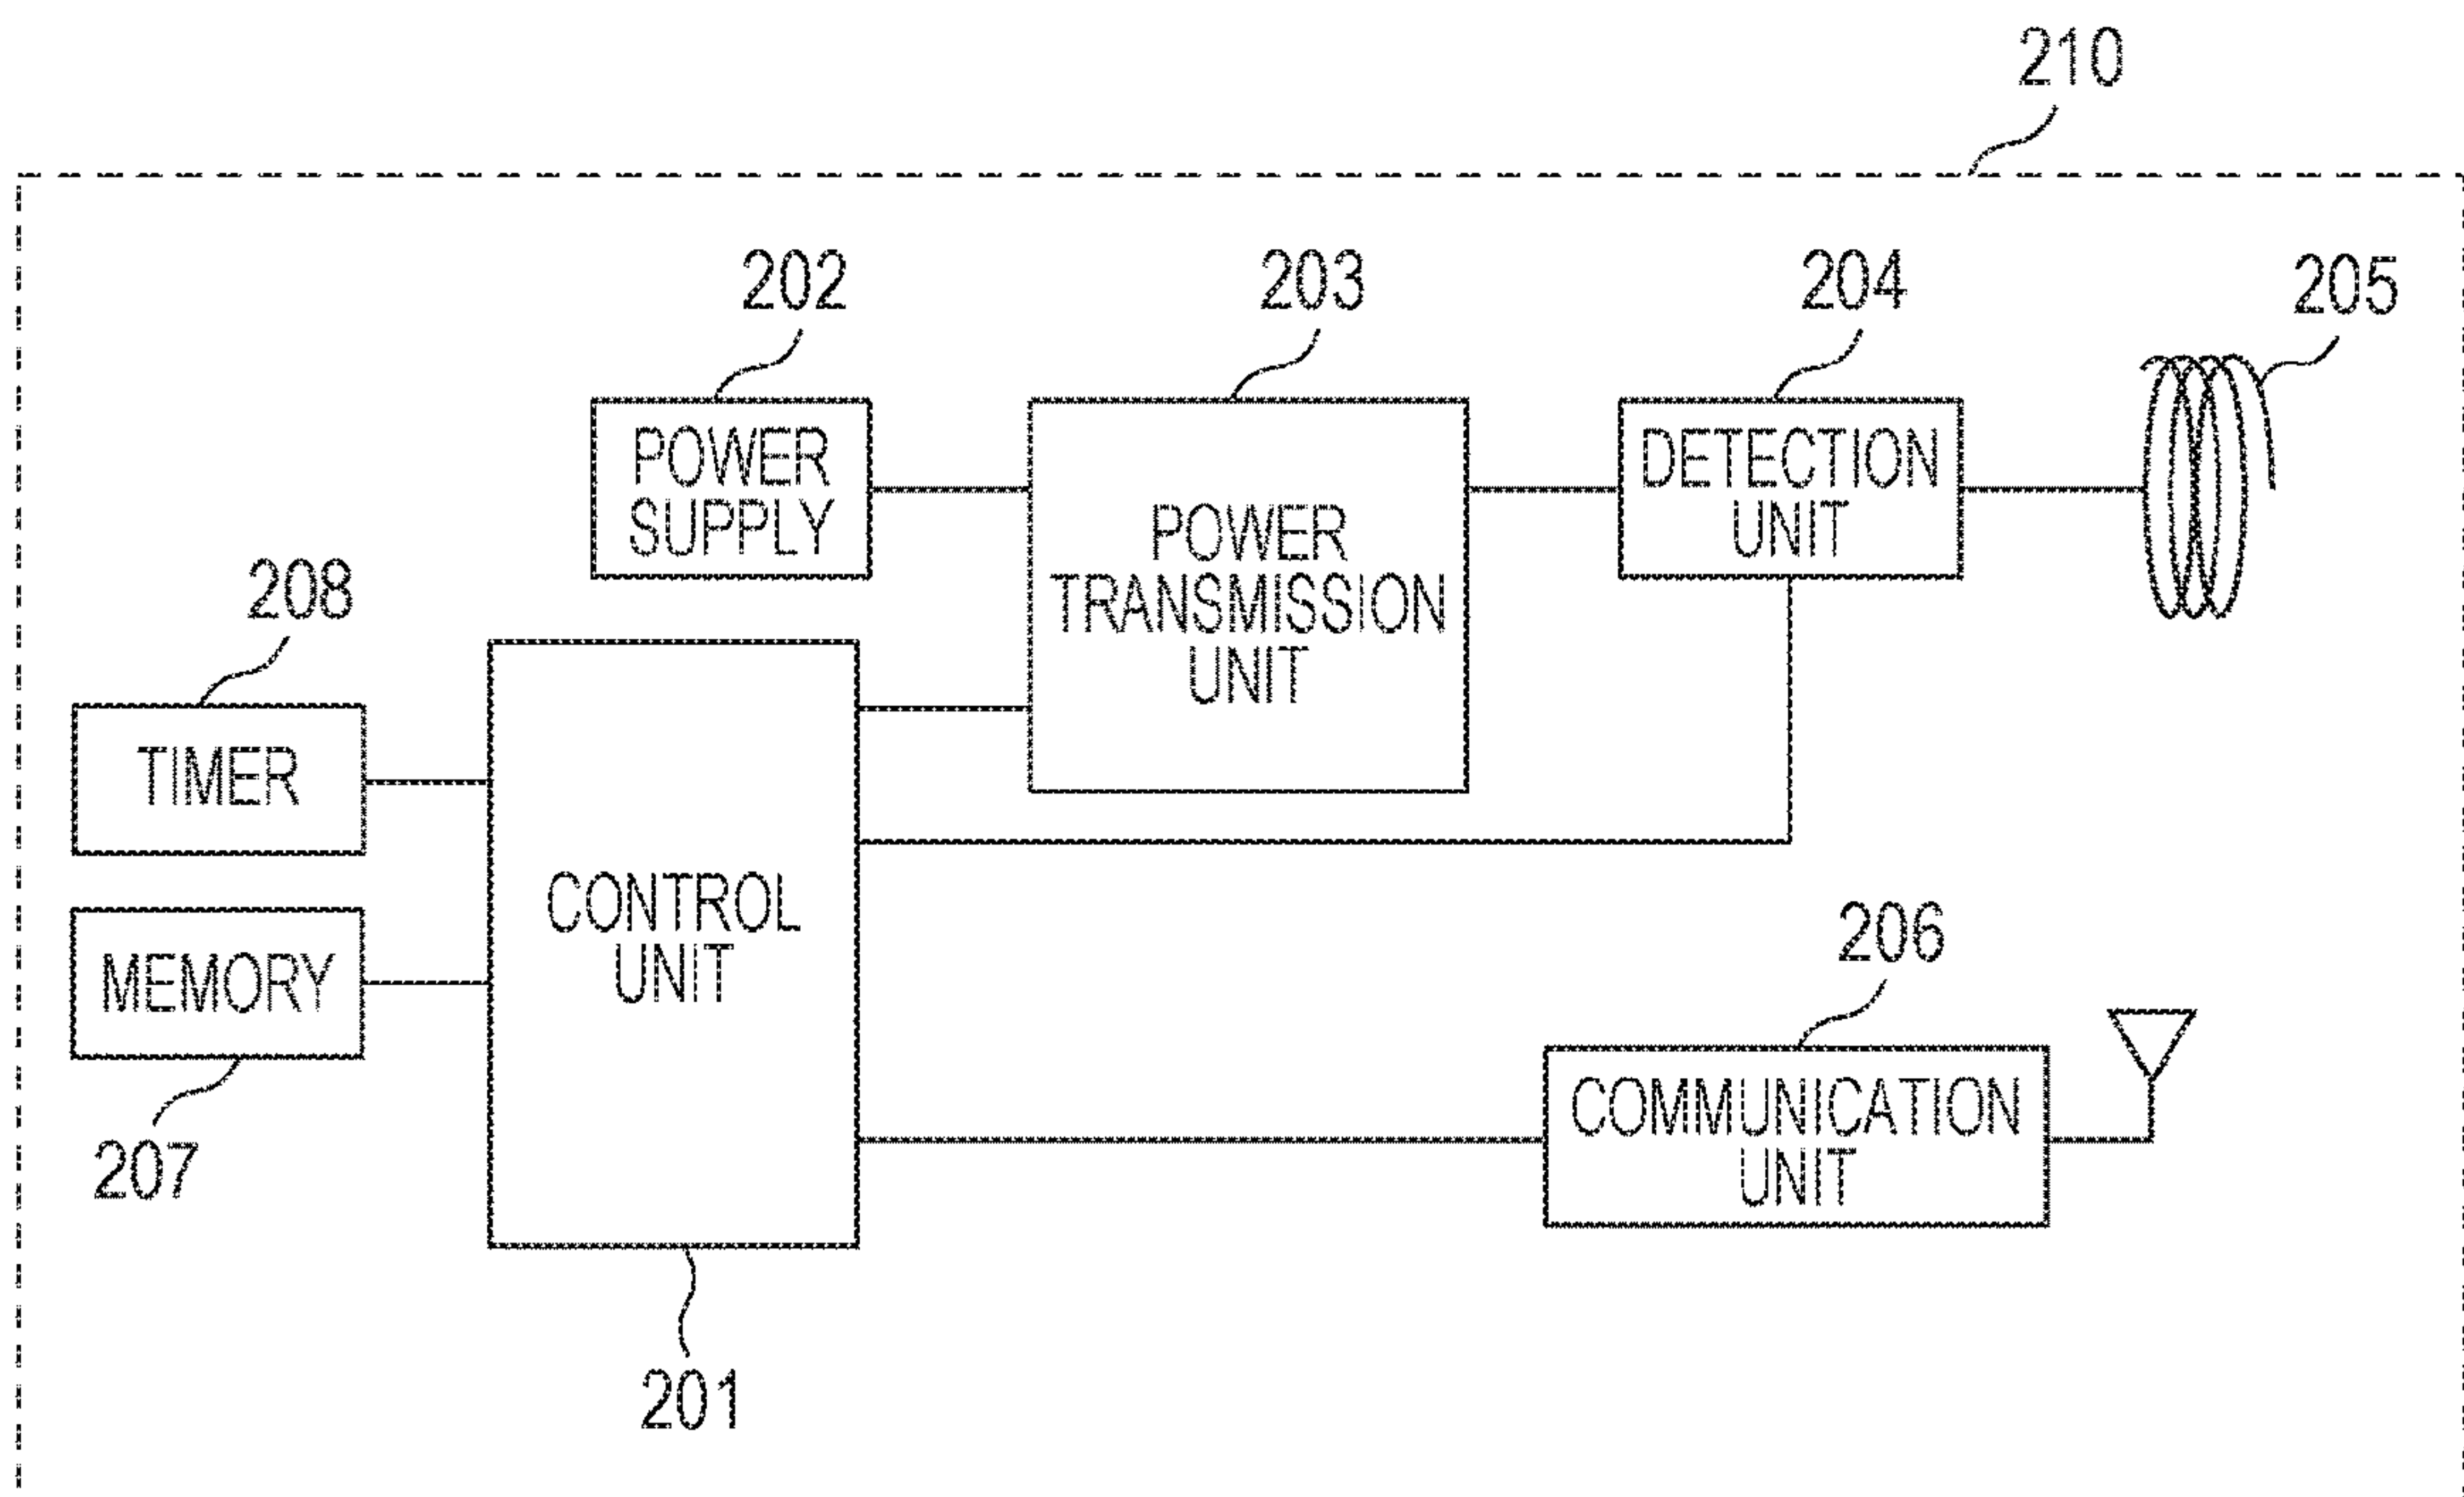 210
202
203
204
205
POWER
SUPPLY
POWER
TRANSMISSION
UNIT
DETECTION
UNIT
208
TIMER
CONTROL
UNIT
MEMORY
207
206
COMMUNICATION
UNIT
201